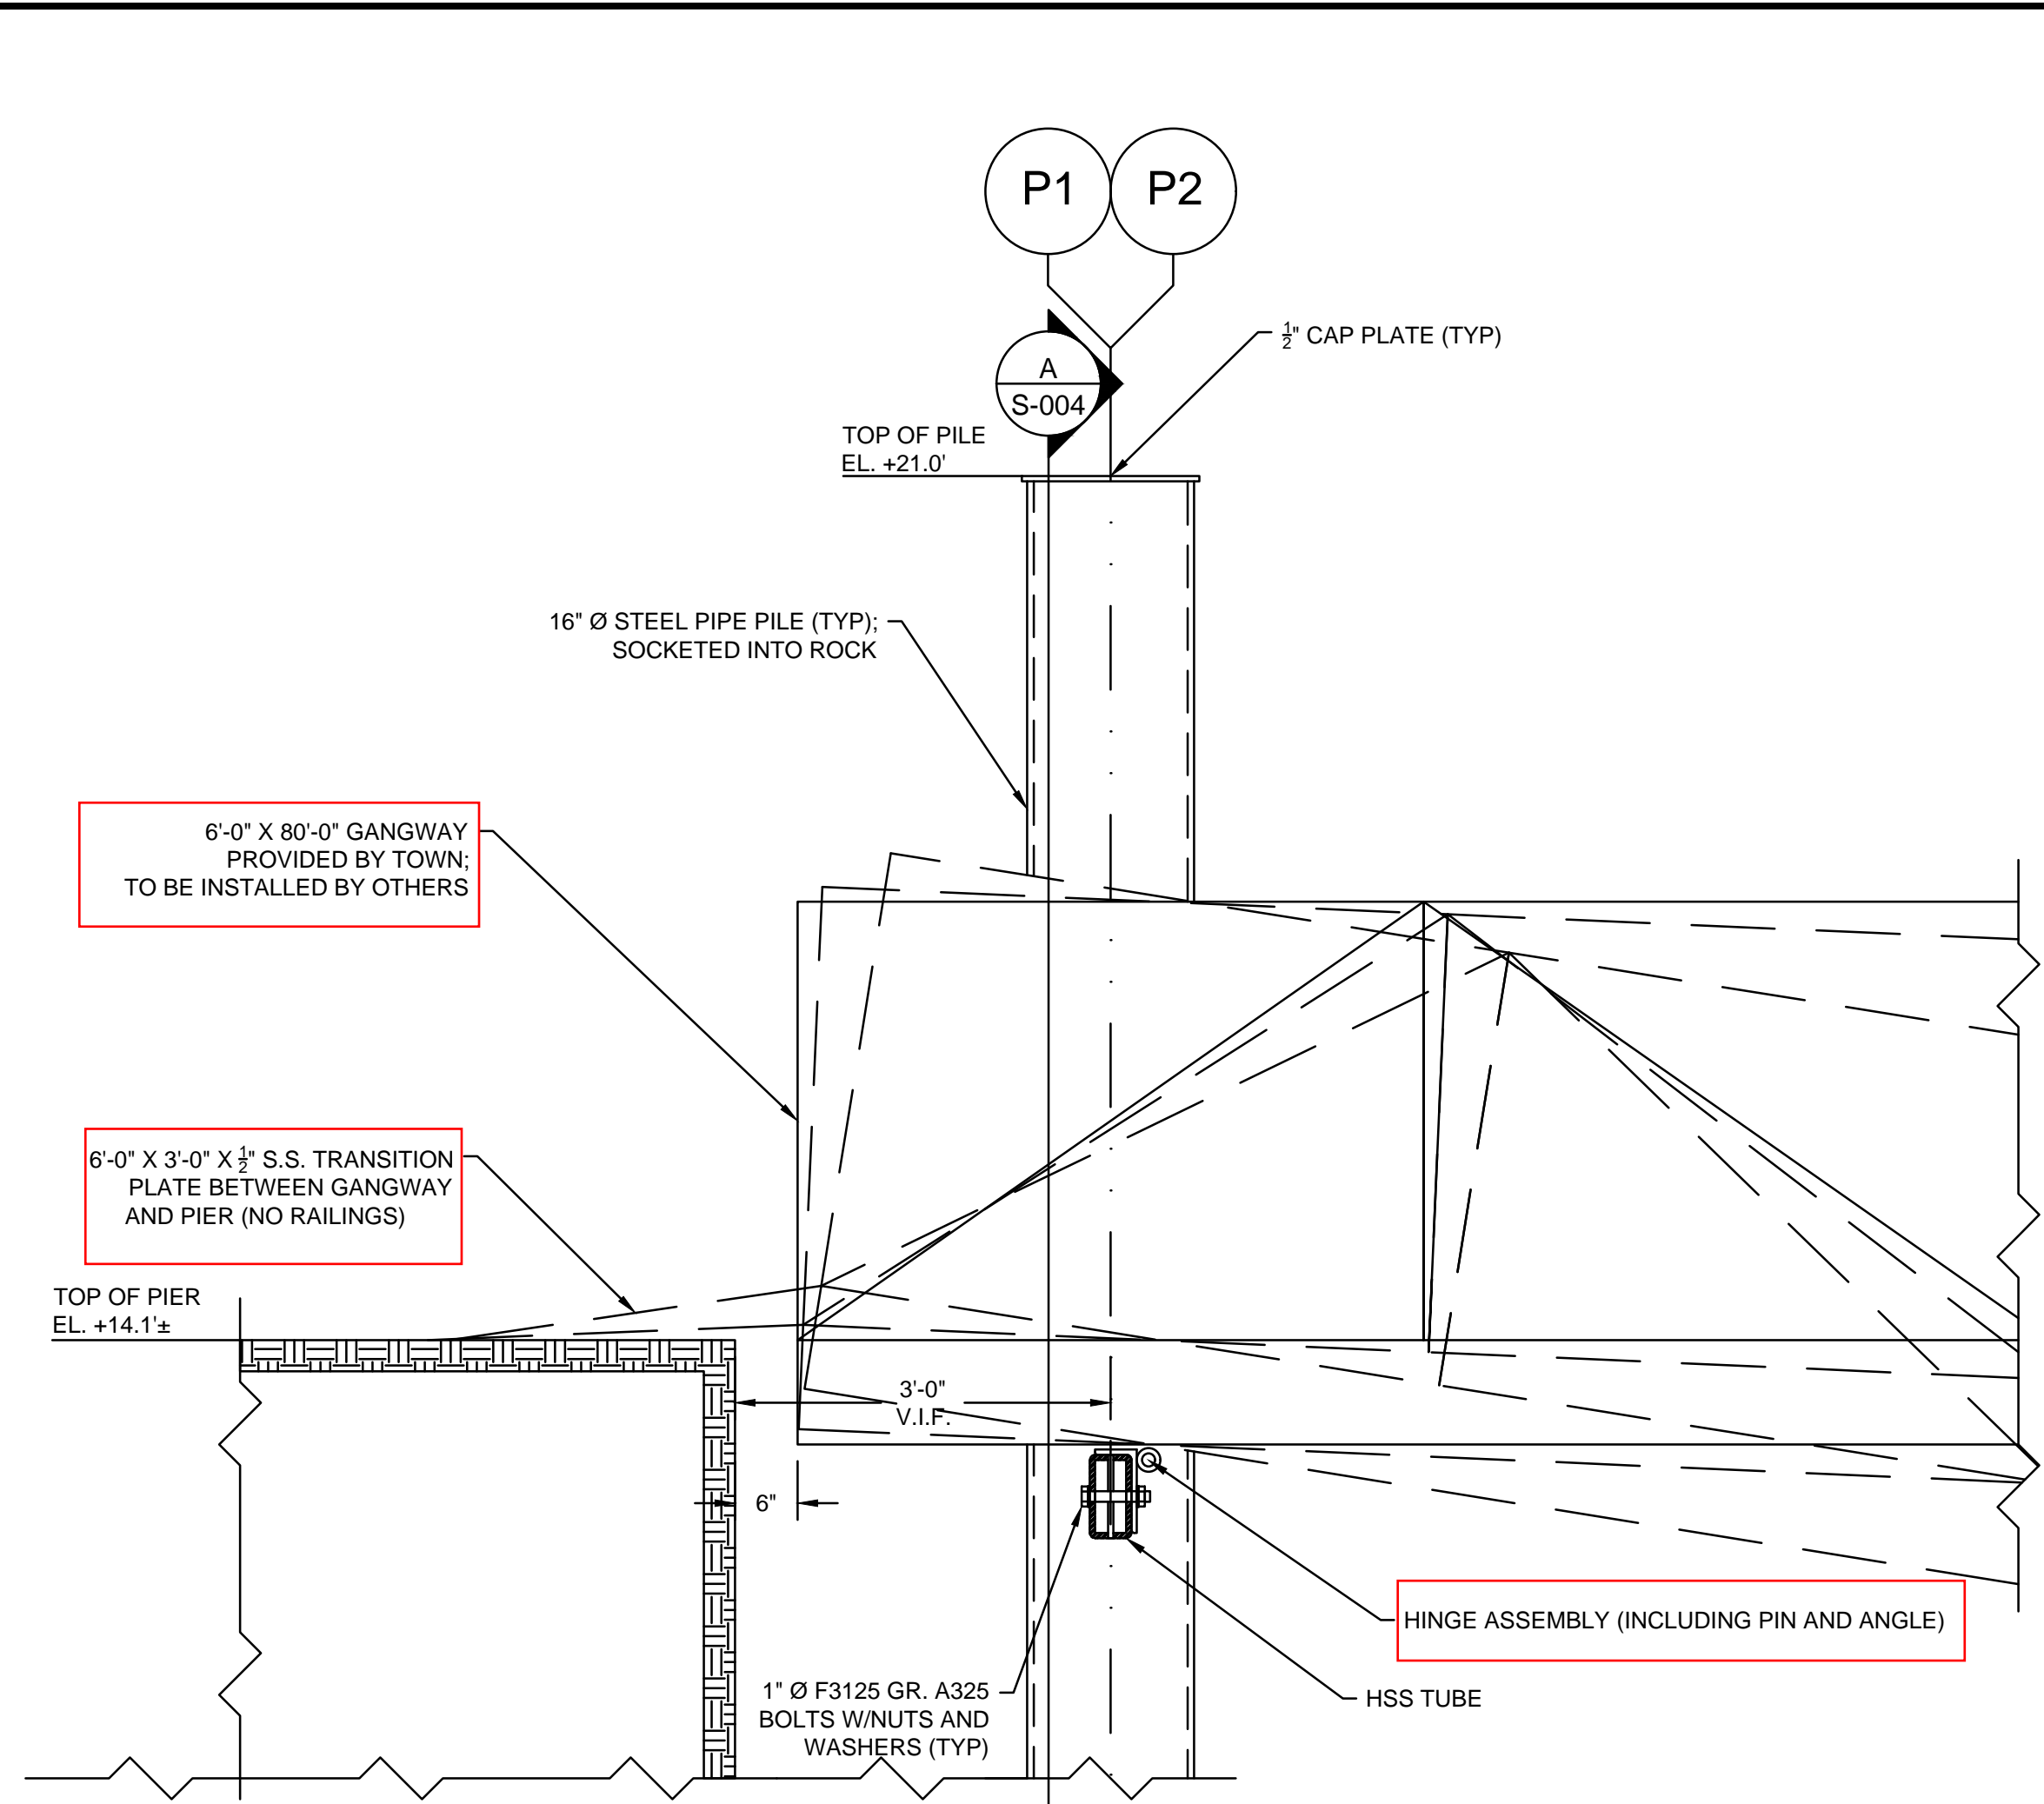 P1 P2
A
S-004
½" CAP PLATE (TYP)
TOP OF PILE
EL. +21.0'
16" Ø STEEL PIPE PILE (TYP);
SOCKETED INTO ROCK
6'-0" X 80'-0" GANGWAY
PROVIDED BY TOWN;
TO BE INSTALLED BY OTHERS
6'-0" X 3'-0" X ½" S.S. TRANSITION
PLATE BETWEEN GANGWAY
AND PIER (NO RAILINGS)
TOP OF PIER
EL. +14.1'±
3'-0"
V.I.F.
6"
HINGE ASSEMBLY (INCLUDING PIN AND ANGLE)
HSS TUBE
1" Ø F3125 GR. A325
BOLTS W/NUTS AND
WASHERS (TYP)